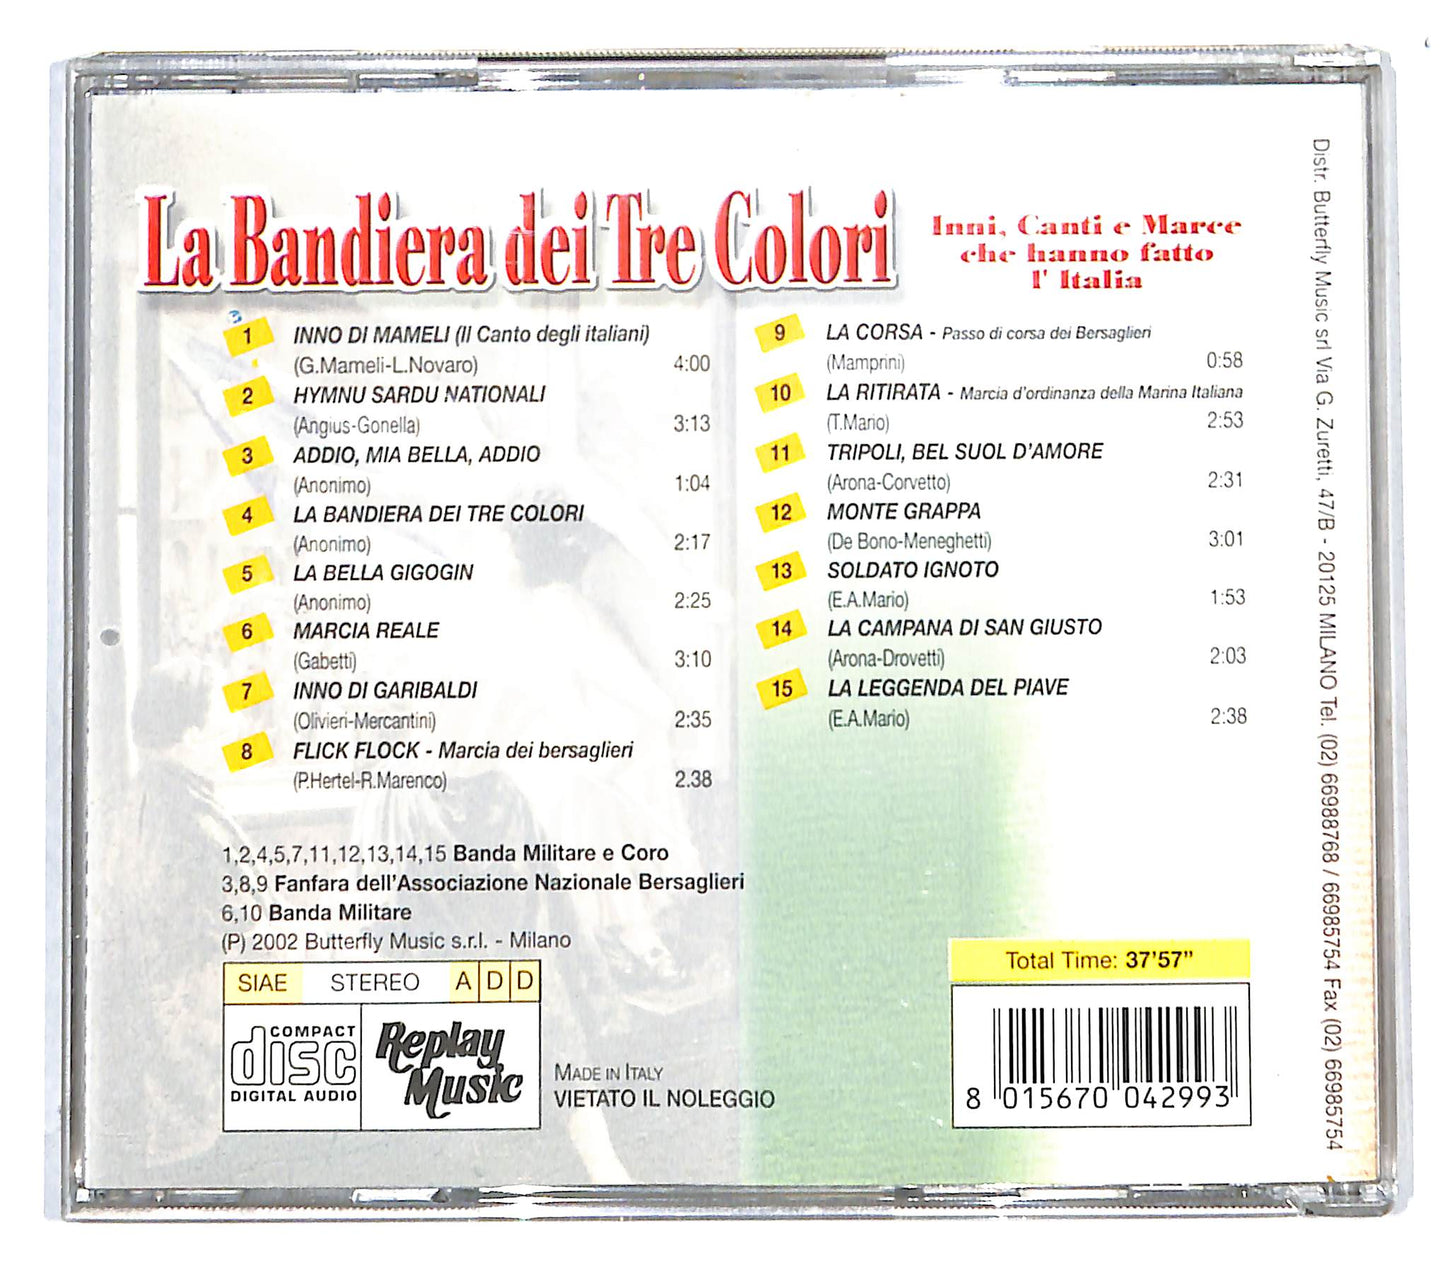 La Bandiera dei Tre Colori
Inni, Canti e Marce
che hanno fatto
l' Italia
1 INNO DI MAMELI (Il Canto degli italiani)
(G.Mameli-L.Novaro) 4:00
2 HYMNU SARDU NATIONALI
(Angius-Gonella) 3:13
3 ADDIO, MIA BELLA, ADDIO
(Anonimo) 1:04
4 LA BANDIERA DEI TRE COLORI
(Anonimo) 2:17
5 LA BELLA GIGOGIN
(Anonimo) 2:25
6 MARCIA REALE
(Gabetti) 3:10
7 INNO DI GARIBALDI
(Olivieri-Mercantini) 2:35
8 FLICK FLOCK - Marcia dei bersaglieri
(P.Hertel-R.Marenco) 2.38
9 LA CORSA - Passo di corsa dei Bersaglieri
(Mamprini) 0:58
10 LA RITIRATA - Marcia d'ordinanza della Marina Italiana
(T.Mario) 2:53
11 TRIPOLI, BEL SUOL D'AMORE
(Arona-Corvetto) 2:31
12 MONTE GRAPPA
(De Bono-Meneghetti) 3:01
13 SOLDATO IGNOTO
(E.A.Mario) 1:53
14 LA CAMPANA DI SAN GIUSTO
(Arona-Drovetti) 2:03
15 LA LEGGENDA DEL PIAVE
(E.A.Mario) 2:38
1,2,4,5,7,11,12,13,14,15 Banda Militare e Coro
3,8,9 Fanfara dell'Associazione Nazionale Bersaglieri
6,10 Banda Militare
(P) 2002 Butterfly Music s.r.l. - Milano
SIAE STEREO A D D
COMPACT
disc
DIGITAL AUDIO
Replay
Music
MADE IN ITALY
VIETATO IL NOLEGGIO
Total Time: 37'57"
8 015670 042993
Distr. Butterfly Music srl Via G. Zuretti, 47/B - 20125 MILANO Tel. (02) 66988768 / 66985754 Fax (02) 66985754